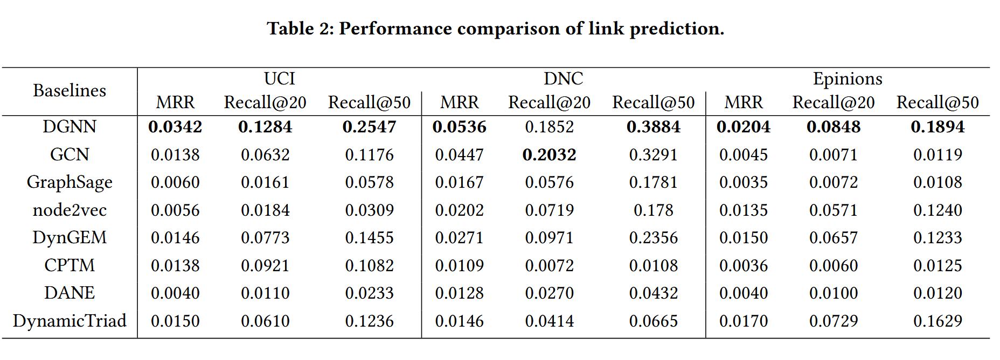 Table 2: Performance comparison of link prediction.
Baselines UCI DNC Epinions
MRR Recall@20 Recall@50 MRR Recall@20 Recall@50 MRR Recall@20 Recall@50
DGNN 0.0342 0.1284 0.2547 0.0536 0.1852 0.3884 0.0204 0.0848 0.1894
GCN 0.0138 0.0632 0.1176 0.0447 0.2032 0.3291 0.0045 0.0071 0.0119
GraphSage 0.0060 0.0161 0.0578 0.0167 0.0576 0.1781 0.0035 0.0072 0.0108
node2vec 0.0056 0.0184 0.0309 0.0202 0.0719 0.178 0.0135 0.0571 0.1240
DynGEM 0.0146 0.0773 0.1455 0.0271 0.0971 0.2356 0.0150 0.0657 0.1233
CPTM 0.0138 0.0921 0.1082 0.0109 0.0072 0.0108 0.0036 0.0060 0.0125
DANE 0.0040 0.0110 0.0233 0.0128 0.0270 0.0432 0.0040 0.0100 0.0120
DynamicTriad 0.0150 0.0610 0.1236 0.0146 0.0414 0.0665 0.0170 0.0729 0.1629